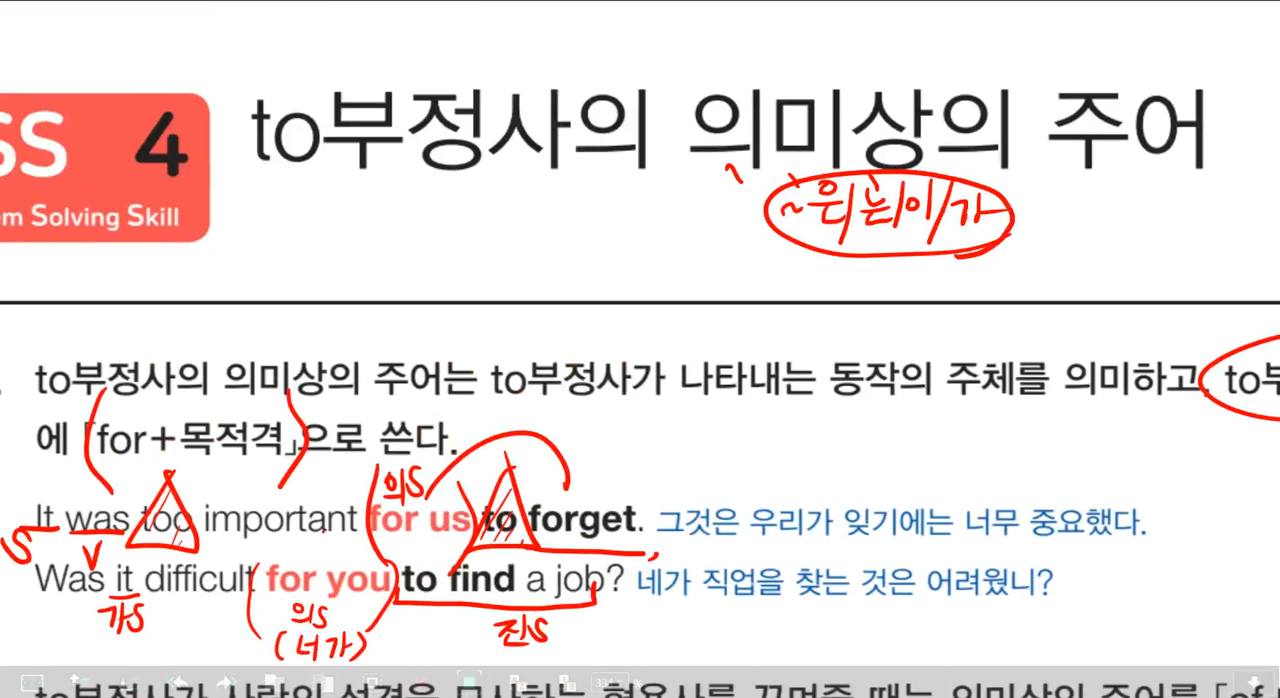 SS 4
em Solving Skill
to부정사의 의미상의 주어
~은/는/이/가
to부정사의 의미상의 주어는 to부정사가 나타내는 동작의 주체를 의미하고, to부
에 「for+목적격」으로 쓴다.
의S
It was too important for us to forget. 그것은 우리가 잊기에는 너무 중요했다.
S V
Was it difficult for you to find a job? 네가 직업을 찾는 것은 어려웠니?
가S 의S 진S
(너가)